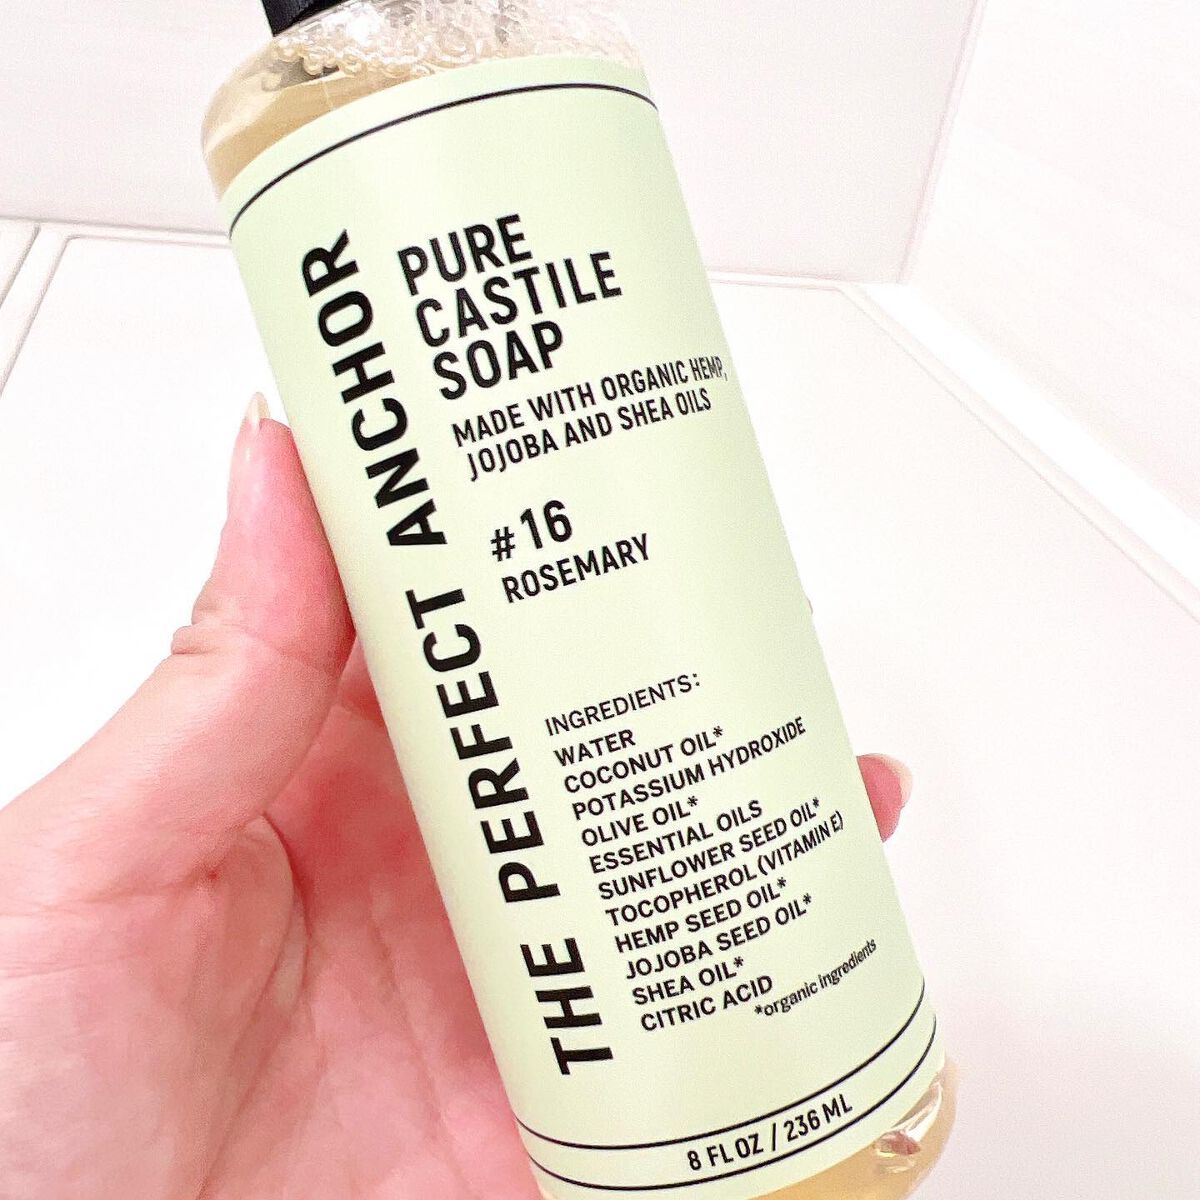 THE PERFECT ANCHOR
PURE
CASTILE
SOAP
MADE WITH ORGANIC HEMP,
JOJOBA AND SHEA OILS
#16
ROSEMARY
INGREDIENTS:
WATER
COCONUT OIL*
POTASSIUM HYDROXIDE
OLIVE OIL*
ESSENTIAL OILS
SUNFLOWER SEED OIL*
TOCOPHEROL (VITAMIN E)
HEMP SEED OIL*
JOJOBA SEED OIL*
SHEA OIL*
CITRIC ACID
*organic ingredients
8 FL OZ / 236 ML